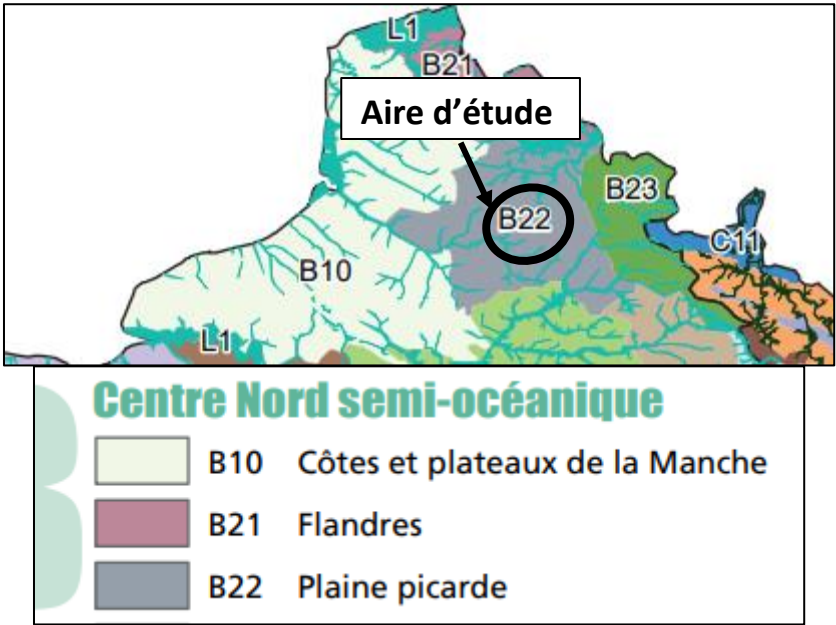 L1
B21
Aire d'étude
B23
B22
C11
B10
L1
B
Centre Nord semi-océanique
B10 Côtes et plateaux de la Manche
B21 Flandres
B22 Plaine picarde